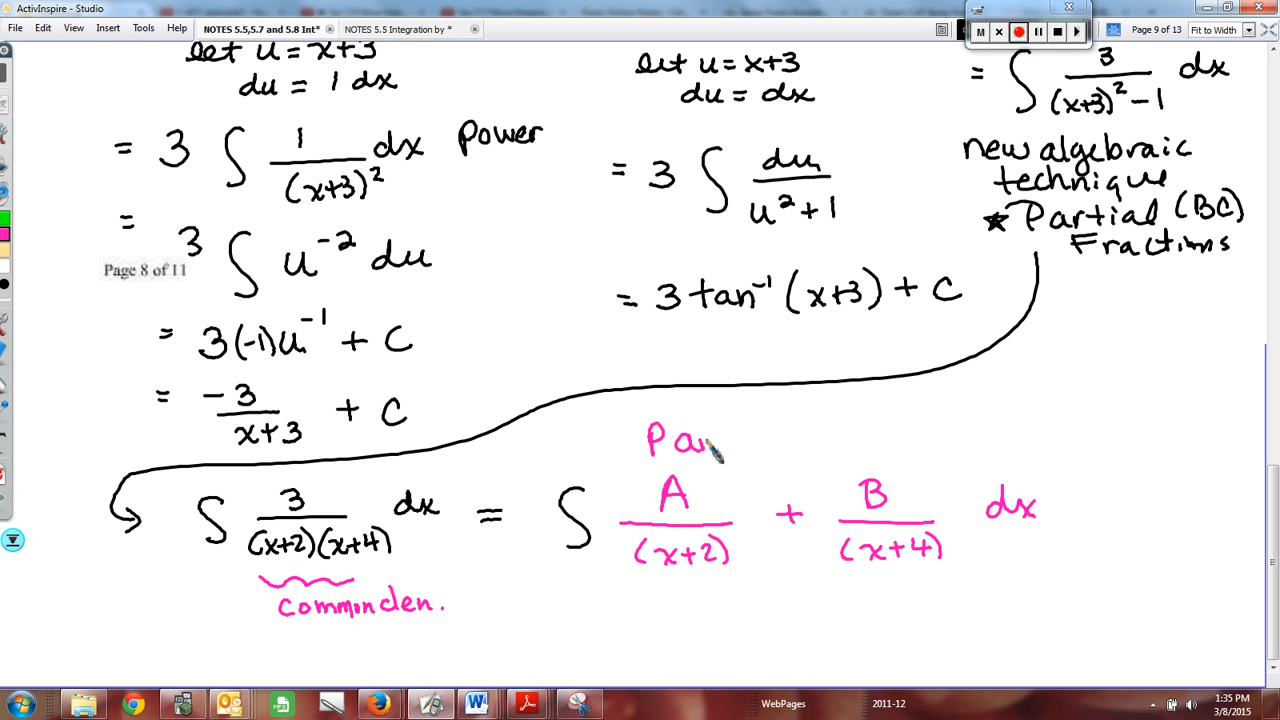 ActivInspire - Studio
File Edit View Insert Tools Help
NOTES 5.5,5.7 and 5.8 Int* NOTES 5.5 Integration by *
M
Page 9 of 13 Fit to Width
let u = x+3
du = 1 dx
= 3 ∫ 1/(x+3)² dx Power
= 3 ∫ u⁻² du
Page 8 of 11
= 3(-1)u⁻¹ + C
= -3/(x+3) + C
let u = x+3
du = dx
= 3 ∫ du/(u²+1)
= 3 tan⁻¹ (x+3) + C
= ∫ 3/((x+3)² - 1) dx
new algebraic
technique
* Partial (BC)
Fractions
Par
∫ 3/((x+2)(x+4)) dx = ∫ A/(x+2) + B/(x+4) dx
common den.
WebPages 2011-12
1:35 PM
3/8/2015